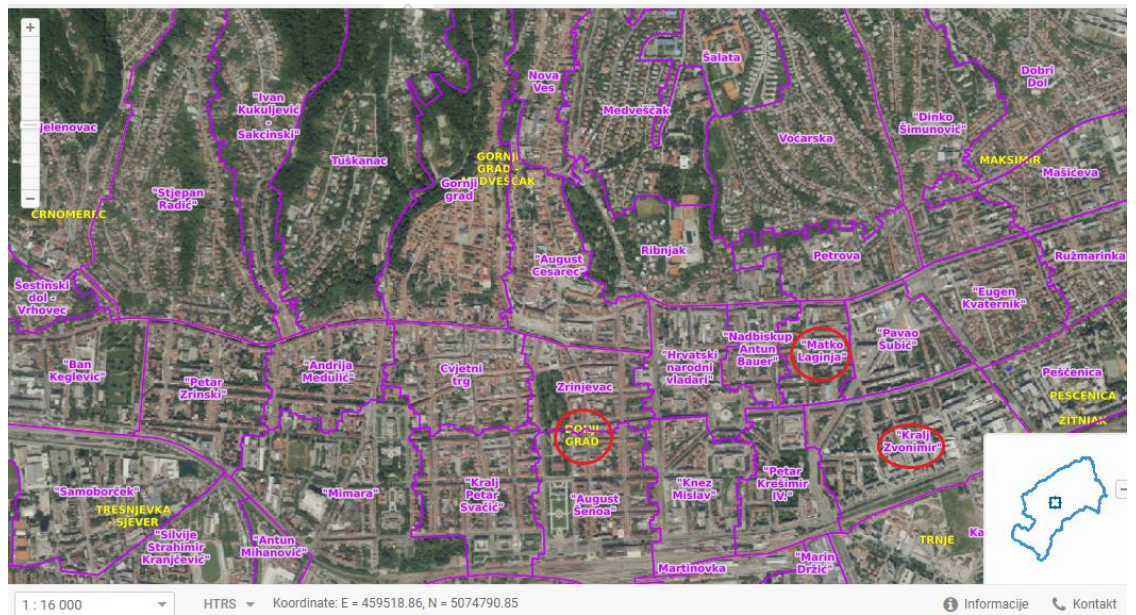 +
Nova
Ves
Šalata
Dobri
Dol
"Ivan
Kukuljević
-
Sakcinski"
Medveščak
"Dinko
Šimunović"
Jelenovac
Voćarska
Tuškanac
GORNJI
GRAD -
MEDVEŠČAK
MAKSIMIR
Mašićeva
"Stjepan
Radić"
Gornji
grad
ČRNOMEREC
Ribnjak
Petrova
Ružmarinka
"August
Cesarec"
Šestinski
dol -
Vrhovec
"Eugen
Kvaternik"
"Nadbiskup
Antun
Bauer"
"Matko
Laginja"
"Pavao
Šubić"
"Ban
Keglević"
"Andrija
Medulić"
Cvjetni
trg
"Hrvatski
narodni
vladari"
"Petar
Zrinski"
Zrinjevac
Pešćenica
PEŠĆENICA
-
ŽITNJAK
DONJI
GRAD
"Kralj
Zvonimir"
"Samoborček"
"Mimara"
"Kralj
Petar
Svačić"
"August
Šenoa"
"Knez
Mislav"
"Petar
Krešimir
IV."
TREŠNJEVKA
- SJEVER
"Silvije
Strahimir
Kranjčević"
"Antun
Mihanović"
TRNJE
Ka
Martinovka
"Marin
Držić"
1 : 16 000
HTRS
Koordinate: E = 459518.86, N = 5074790.85
Informacije
Kontakt